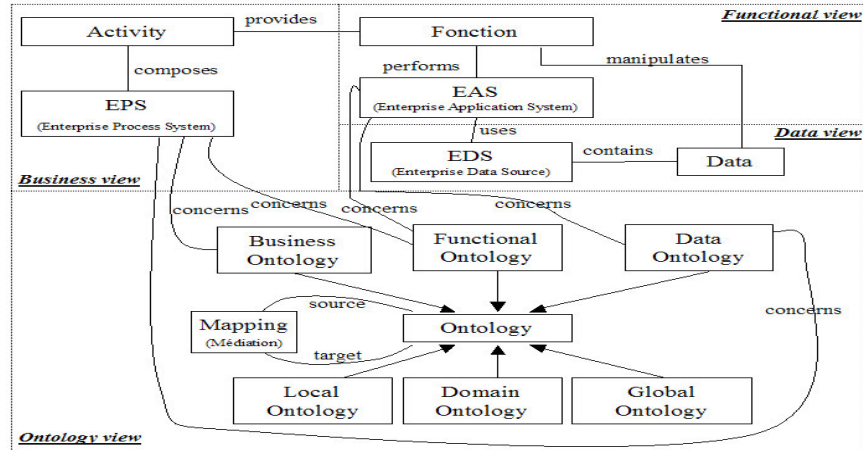 Functional view
Activity
provides
Fonction
composes
performs
manipulates
EPS
(Enterprise Process System)
EAS
(Enterprise Application System)
uses
Data view
EDS
(Enterprise Data Source)
contains
Data
Business view
concerns
concerns
concerns
concerns
Business
Ontology
Functional
Ontology
Data
Ontology
source
concerns
Mapping
(Médiation)
Ontology
target
Local
Ontology
Domain
Ontology
Global
Ontology
Ontology view